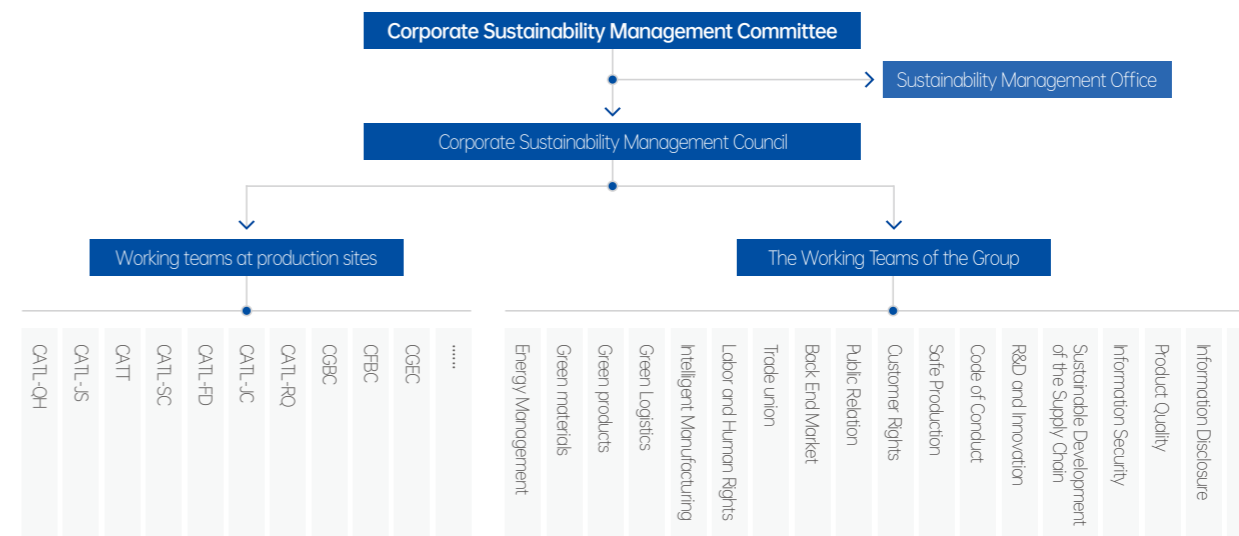 Corporate Sustainability Management Committee
Sustainability Management Office
Corporate Sustainability Management Council
Working teams at production sites
The Working Teams of the Group
CATL-QH
CATL-JS
CATT
CATL-SC
CATL-FD
CATL-JC
CATL-RQ
CGBC
CFBC
CGEC
......
Energy Management
Green materials
Green products
Green Logistics
Intelligent Manufacturing
Labor and Human Rights
Trade union
Back End Market
Public Relation
Customer Rights
Safe Production
Code of Conduct
R&D and Innovation
Sustainable Development
of the Supply Chain
Information Security
Product Quality
Information Disclosure